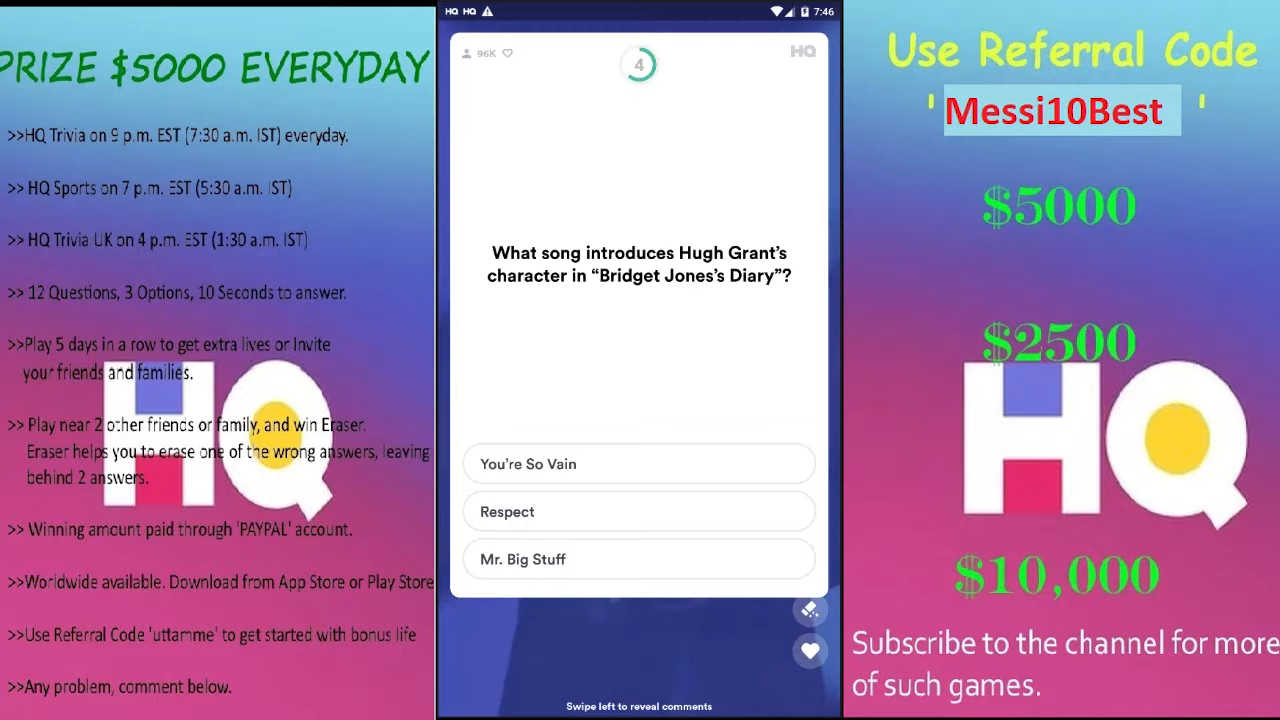 PRIZE $5000 EVERYDAY
>>HQ Trivia on 9 p.m. EST (7:30 a.m. IST) everyday.
>> HQ Sports on 7 p.m. EST (5:30 a.m. IST)
>> HQ Trivia UK on 4 p.m. EST (1:30 a.m. IST)
>> 12 Questions, 3 Options, 10 Seconds to answer.
>>Play 5 days in a row to get extra lives or Invite
your friends and families.
>> Play near 2 other friends or family, and win Eraser.
Eraser helps you to erase one of the wrong answers, leaving
behind 2 answers.
>> Winning amount paid through 'PAYPAL' account.
>>Worldwide available. Download from App Store or Play Store
>>Use Referral Code 'uttamme' to get started with bonus life
>>Any problem, comment below.
HQ
HQ HQ 7:46
96K
4
HQ
What song introduces Hugh Grant’s
character in “Bridget Jones’s Diary”?
You’re So Vain
Respect
Mr. Big Stuff
Swipe left to reveal comments
Use Referral Code
' Messi10Best '
$5000
$2500
HQ
$10,000
Subscribe to the channel for more
of such games.